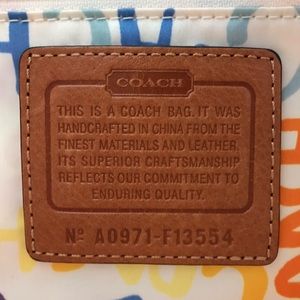 COACH
THIS IS A COACH BAG. IT WAS
HANDCRAFTED IN CHINA FROM THE
FINEST MATERIALS AND LEATHER.
ITS SUPERIOR CRAFTSMANSHIP
REFLECTS OUR COMMITMENT TO
ENDURING QUALITY.
Nº A0971-F13554